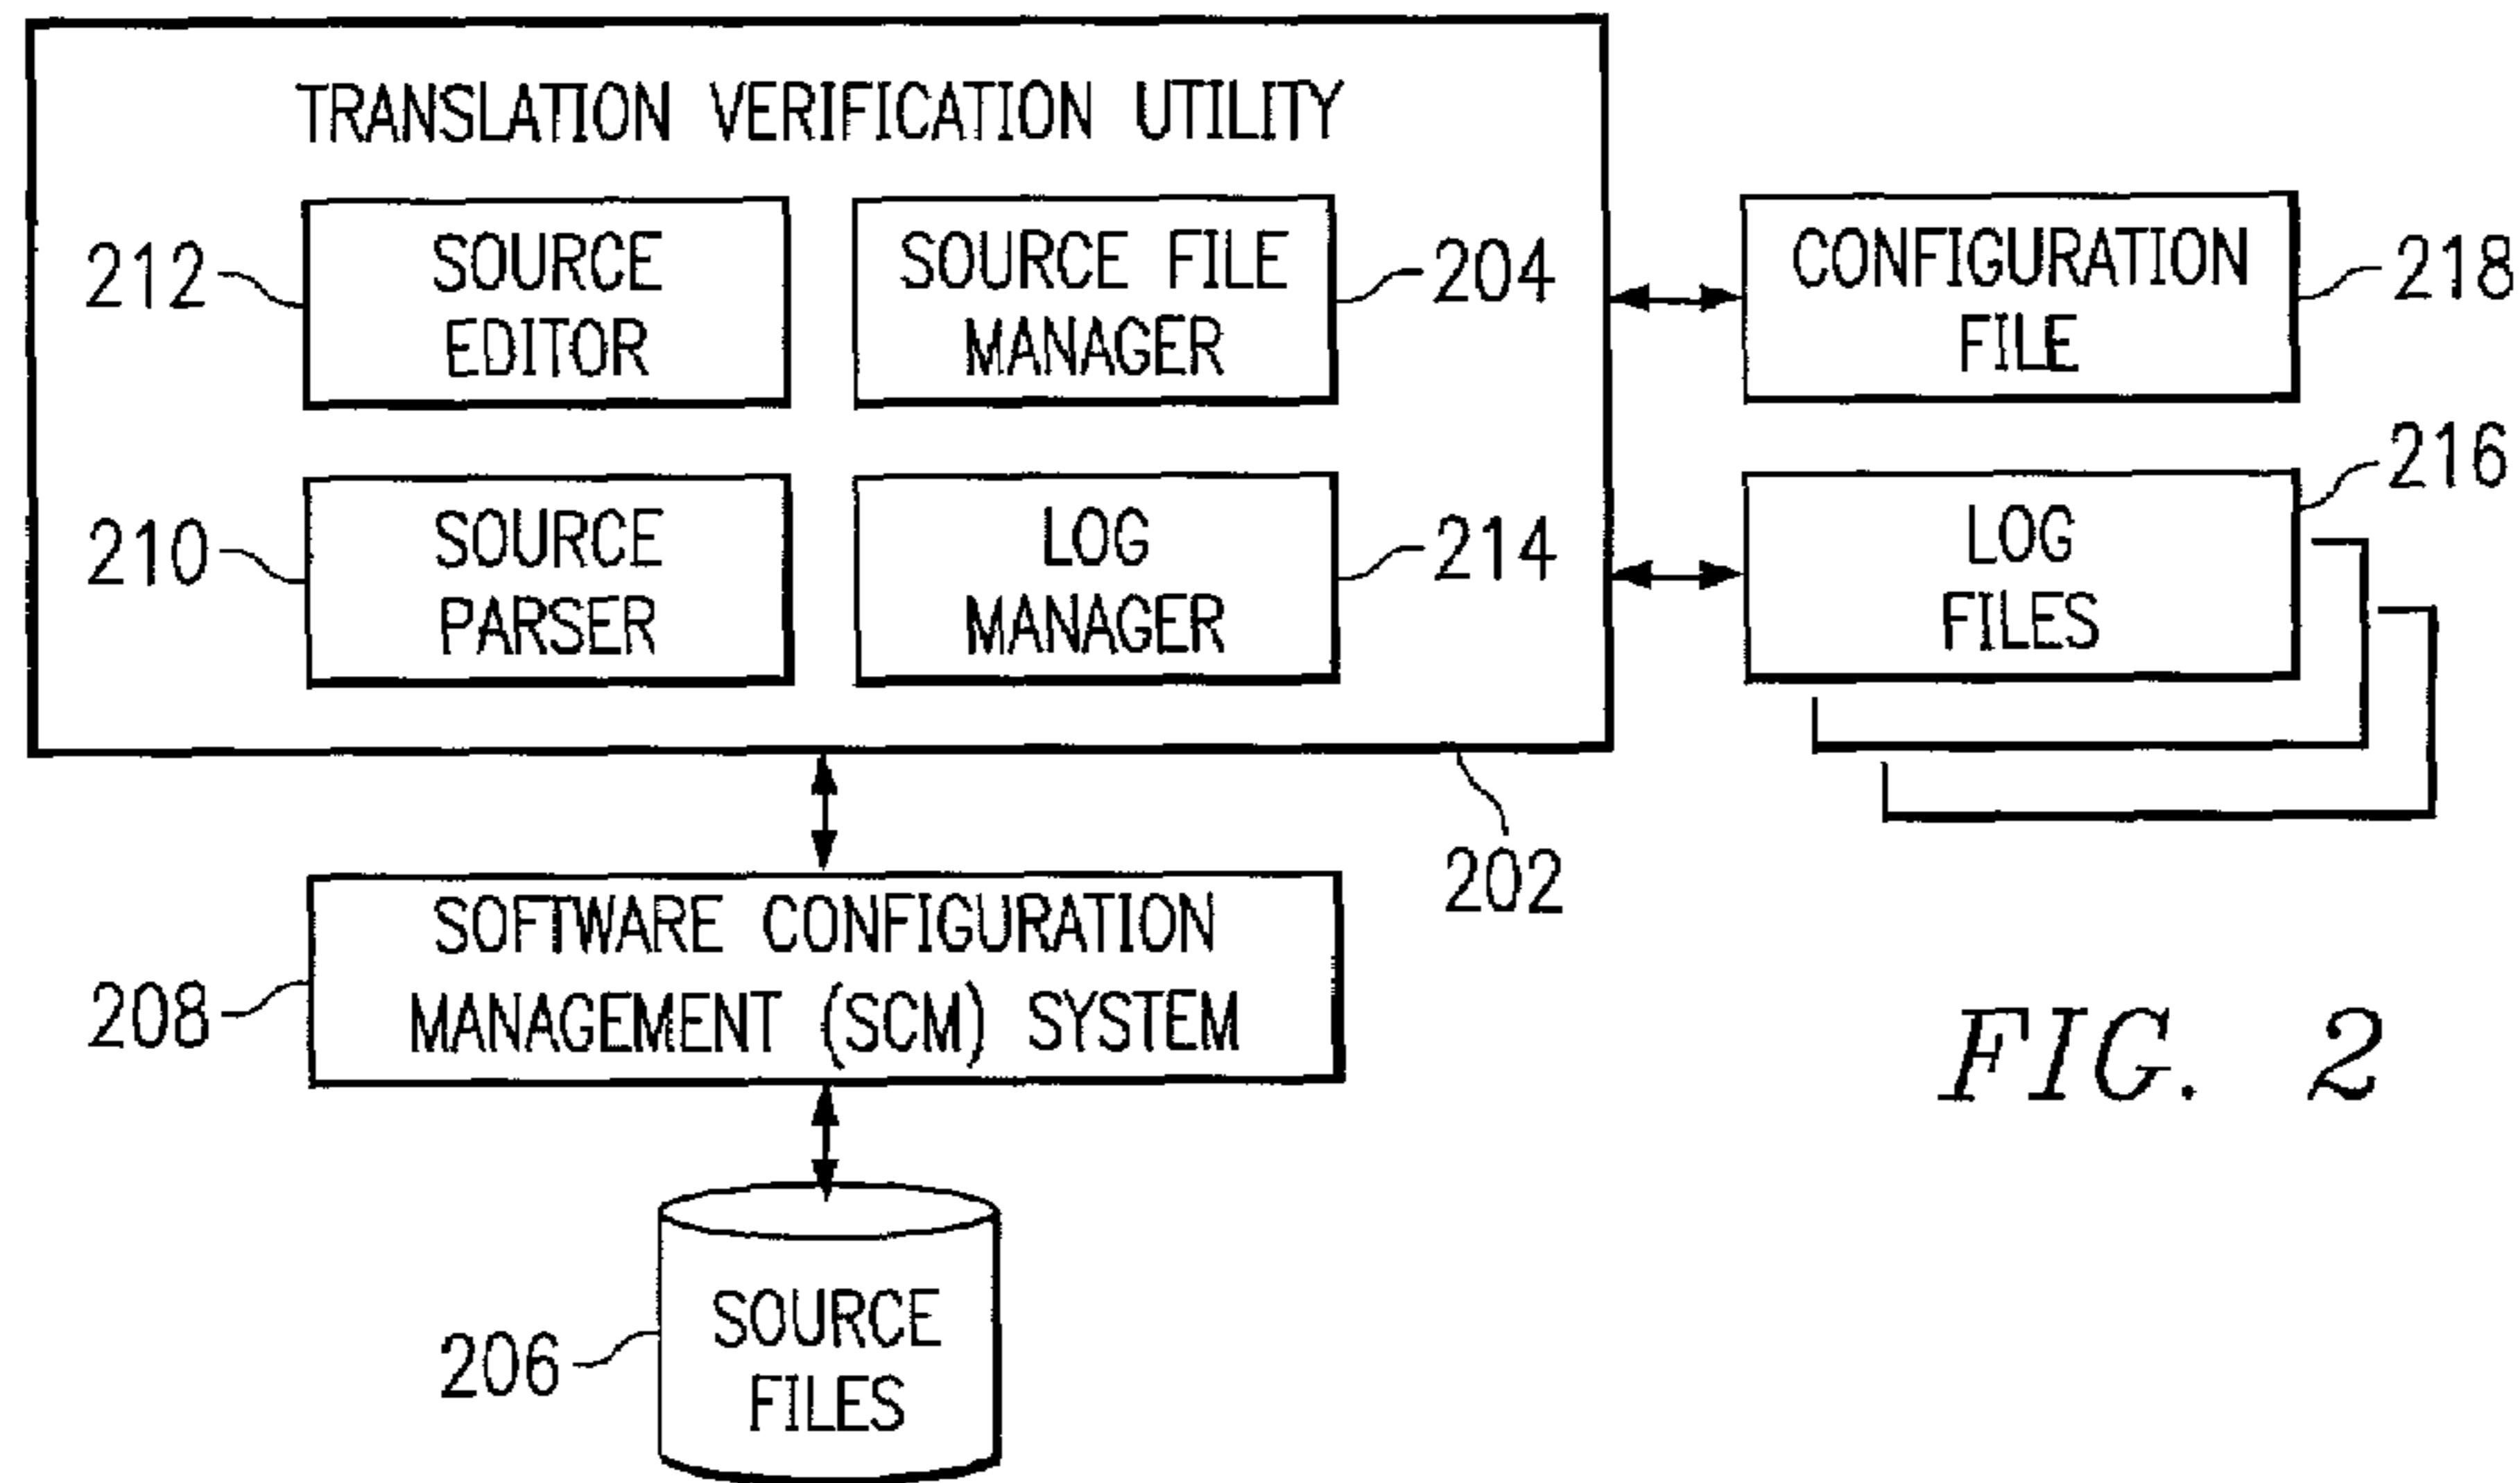 TRANSLATION VERIFICATION UTILITY
212
SOURCE
EDITOR
SOURCE FILE
MANAGER
204
CONFIGURATION
FILE
218
210
SOURCE
PARSER
LOG
MANAGER
214
LOG
FILES
216
202
208
SOFTWARE CONFIGURATION
MANAGEMENT (SCM) SYSTEM
206
SOURCE
FILES
FIG. 2